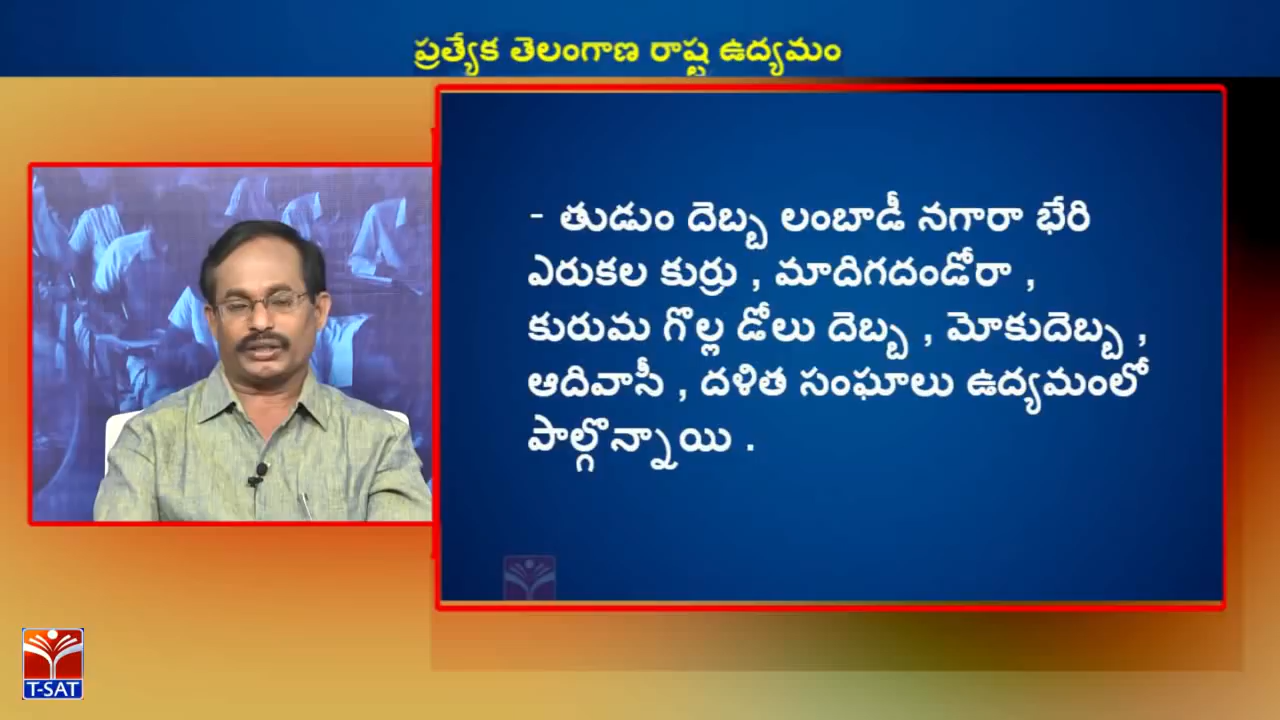 ప్రత్యేక తెలంగాణ రాష్ట ఉద్యమం
- తుడుం దెబ్బ లంబాడీ నగారా భేరి
ఎరుకల కుర్రు , మాదిగదండోరా ,
కురుమ గొల్ల డోలు దెబ్బ , మోకుదెబ్బ ,
ఆదివాసీ , దళిత సంఘాలు ఉద్యమంలో
పాల్గొన్నాయి .
T-SAT